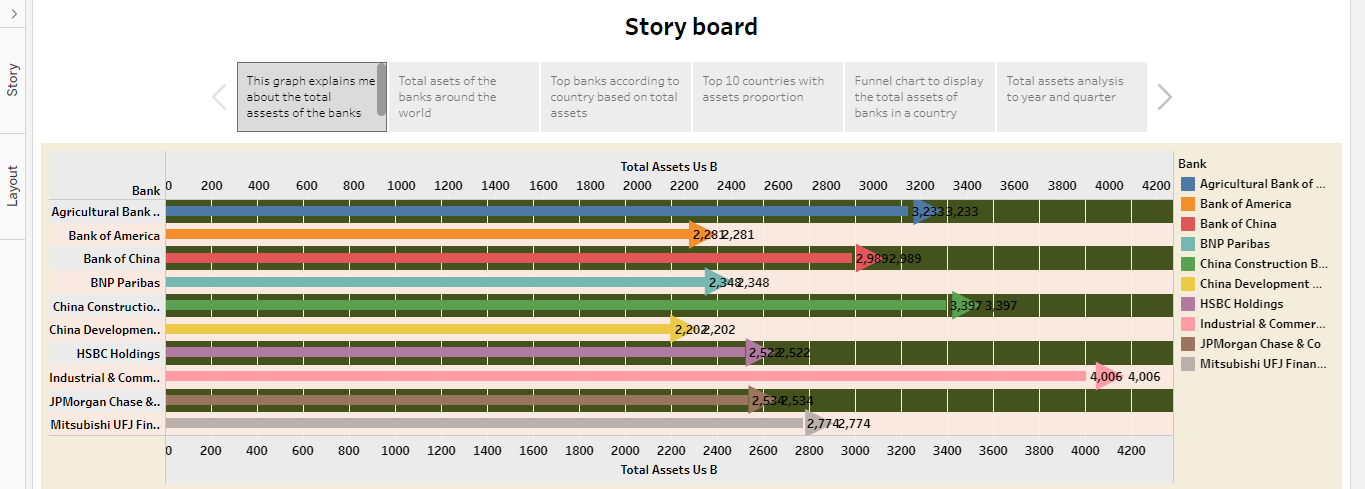 Story board
Story
Layout
This graph explains me
about the total
assests of the banks
Total asets of the
banks around the
world
Top banks according to
country based on total
assets
Top 10 countries with
assets proportion
Funnel chart to display
the total assets of
banks in a country
Total assets analysis
to year and quarter
Total Assets Us B
Bank
0 200 400 600 800 1000 1200 1400 1600 1800 2000 2200 2400 2600 2800 3000 3200 3400 3600 3800 4000 4200
Agricultural Bank .. 3,233 3,233
Bank of America 2,281 2,281
Bank of China 2,989 2,989
BNP Paribas 2,348 2,348
China Constructio.. 3,397 3,397
China Developmen.. 2,202 2,202
HSBC Holdings 2,522 2,522
Industrial & Comm.. 4,006 4,006
JPMorgan Chase &.. 2,534 2,534
Mitsubishi UFJ Fin.. 2,774 2,774
0 200 400 600 800 1000 1200 1400 1600 1800 2000 2200 2400 2600 2800 3000 3200 3400 3600 3800 4000 4200
Total Assets Us B
Bank
Agricultural Bank of ...
Bank of America
Bank of China
BNP Paribas
China Construction B...
China Development ...
HSBC Holdings
Industrial & Commer...
JPMorgan Chase & Co
Mitsubishi UFJ Finan...